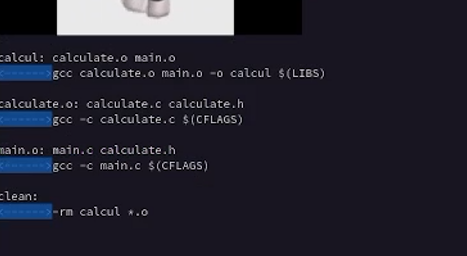 calcul: calculate.o main.o
<------>gcc calculate.o main.o -o calcul $(LIBS)
calculate.o: calculate.c calculate.h
<------>gcc -c calculate.c $(CFLAGS)
main.o: main.c calculate.h
<------>gcc -c main.c $(CFLAGS)
clean:
<------>-rm calcul *.o